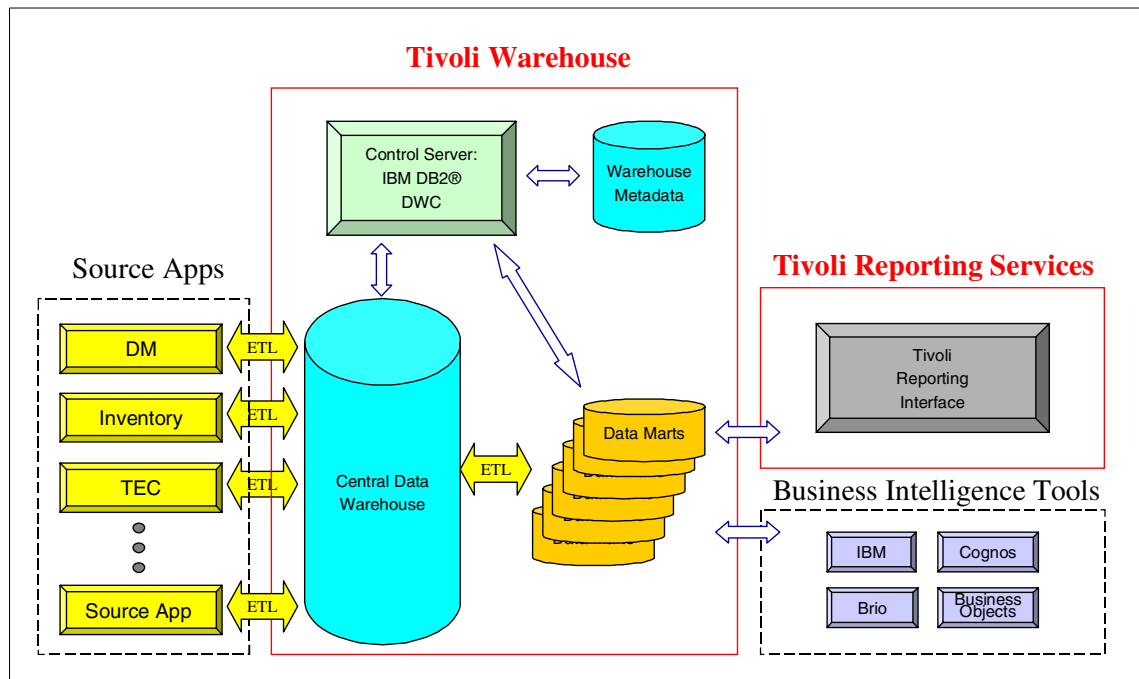 Tivoli Warehouse
Control Server:
IBM DB2®
DWC
Warehouse
Metadata
Source Apps
DM
ETL
Inventory
ETL
TEC
ETL
Source App
ETL
Central Data
Warehouse
ETL
Data Marts
Tivoli Reporting Services
Tivoli
Reporting
Interface
Business Intelligence Tools
IBM
Cognos
Brio
Business
Objects